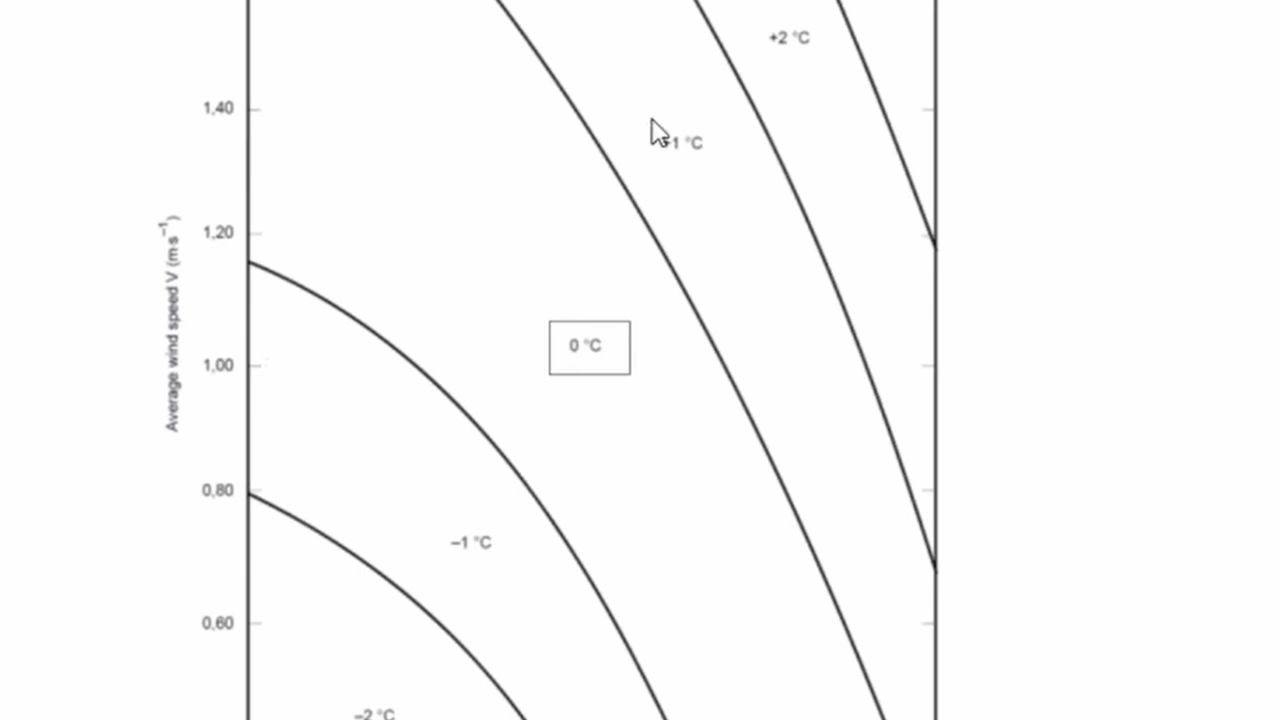 +2 °C
1,40
1 °C
1,20
Average wind speed V (m s⁻¹)
0 °C
1,00
0,80
–1 °C
0,60
–2 °C